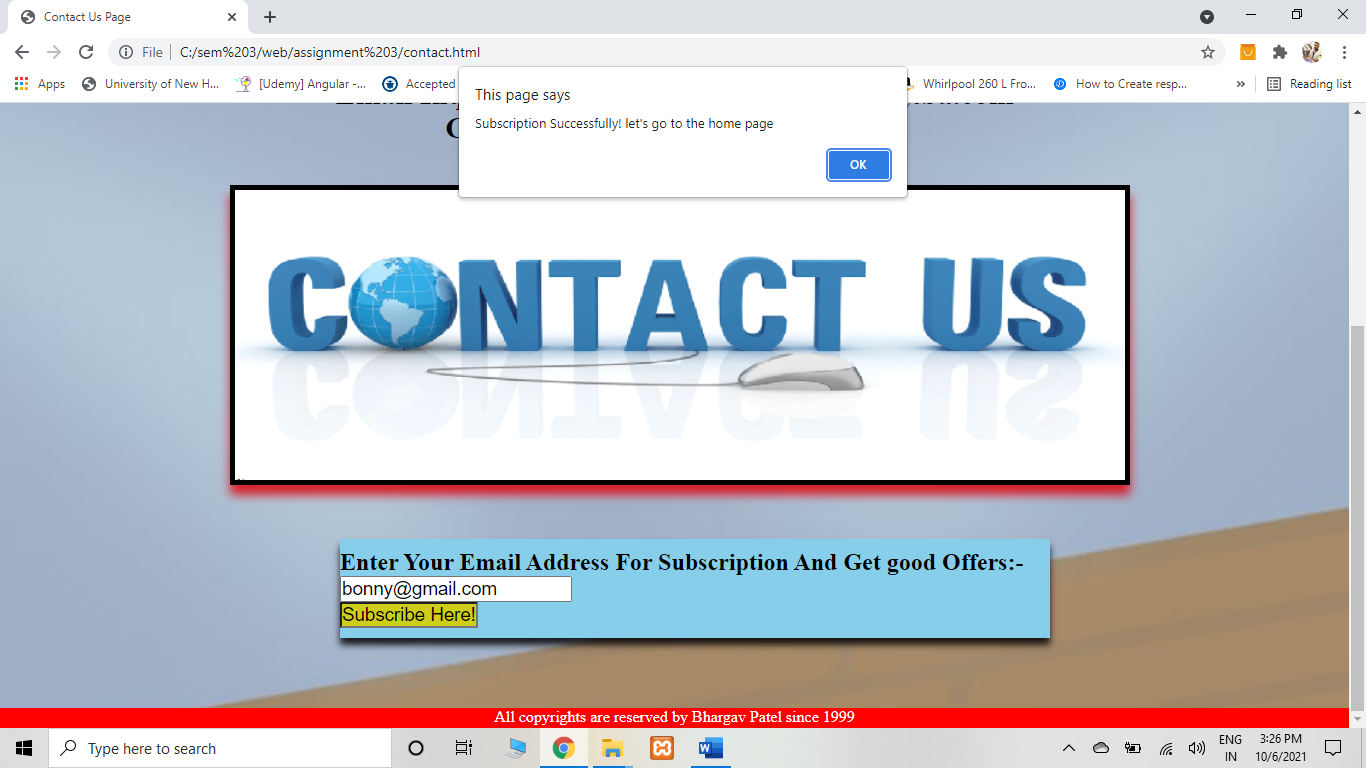 Contact Us Page
File
C:/sem%203/web/assignment%203/contact.html
Apps
University of New H...
[Udemy] Angular -...
Accepted
Whirlpool 260 L Fro...
How to Create resp...
»
Reading list
This page says
Subscription Successfully! let's go to the home page
OK
CONTACT US
Enter Your Email Address For Subscription And Get good Offers:-
bonny@gmail.com
Subscribe Here!
All copyrights are reserved by Bhargav Patel since 1999
Type here to search
ENG
IN
3:26 PM
10/6/2021